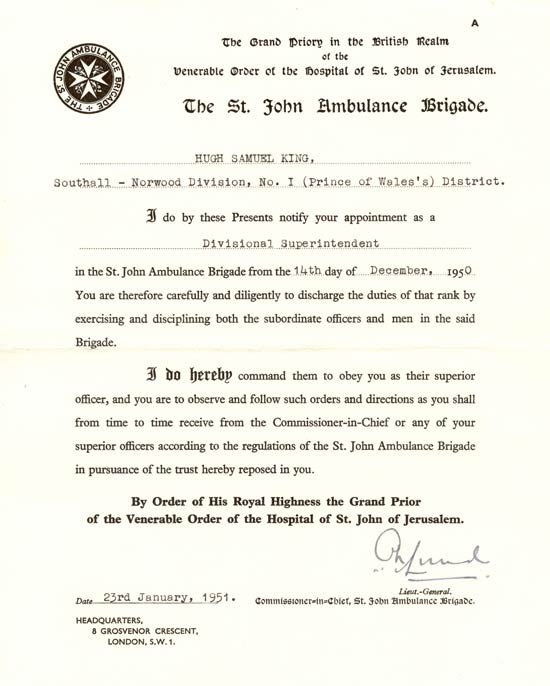 A
THE ST JOHN AMBULANCE BRIGADE
The Grand Priory in the British Realm
of the
Venerable Order of the Hospital of St. John of Jerusalem.
The St. John Ambulance Brigade.
HUGH SAMUEL KING,
Southall - Norwood Division, No. I (Prince of Wales's) District.
I do by these Presents notify your appointment as a
Divisional Superintendent
in the St. John Ambulance Brigade from the 14th day of December, 1950
You are therefore carefully and diligently to discharge the duties of that rank by
exercising and disciplining both the subordinate officers and men in the said
Brigade.
I do hereby command them to obey you as their superior
officer, and you are to observe and follow such orders and directions as you shall
from time to time receive from the Commissioner-in-Chief or any of your
superior officers according to the regulations of the St. John Ambulance Brigade
in pursuance of the trust hereby reposed in you.
By Order of His Royal Highness the Grand Prior
of the Venerable Order of the Hospital of St. John of Jerusalem.
Lieut.-General,
Date 23rd January, 1951. Commissioner-in-Chief, St. John Ambulance Brigade.
HEADQUARTERS,
8 GROSVENOR CRESCENT,
LONDON, S.W.1.